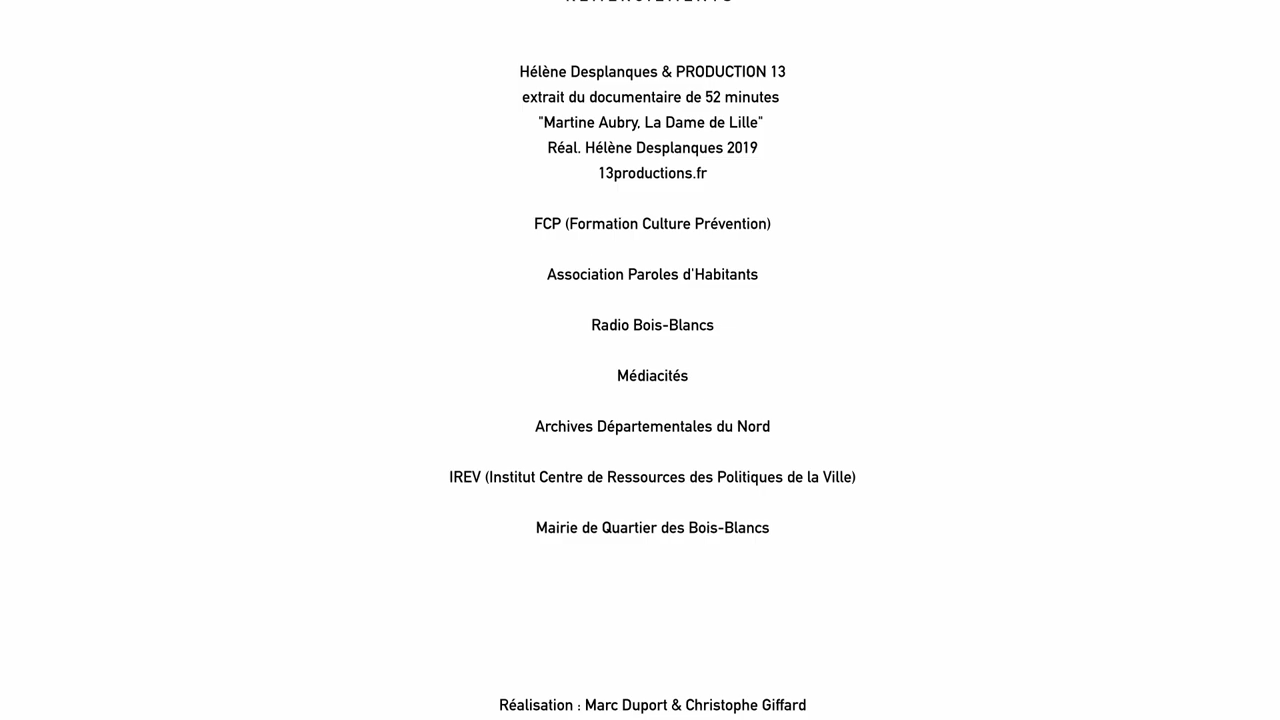 REMERCIEMENTS
Hélène Desplanques & PRODUCTION 13
extrait du documentaire de 52 minutes
"Martine Aubry, La Dame de Lille"
Réal. Hélène Desplanques 2019
13productions.fr
FCP (Formation Culture Prévention)
Association Paroles d'Habitants
Radio Bois-Blancs
Médiacités
Archives Départementales du Nord
IREV (Institut Centre de Ressources des Politiques de la Ville)
Mairie de Quartier des Bois-Blancs
Réalisation : Marc Duport & Christophe Giffard